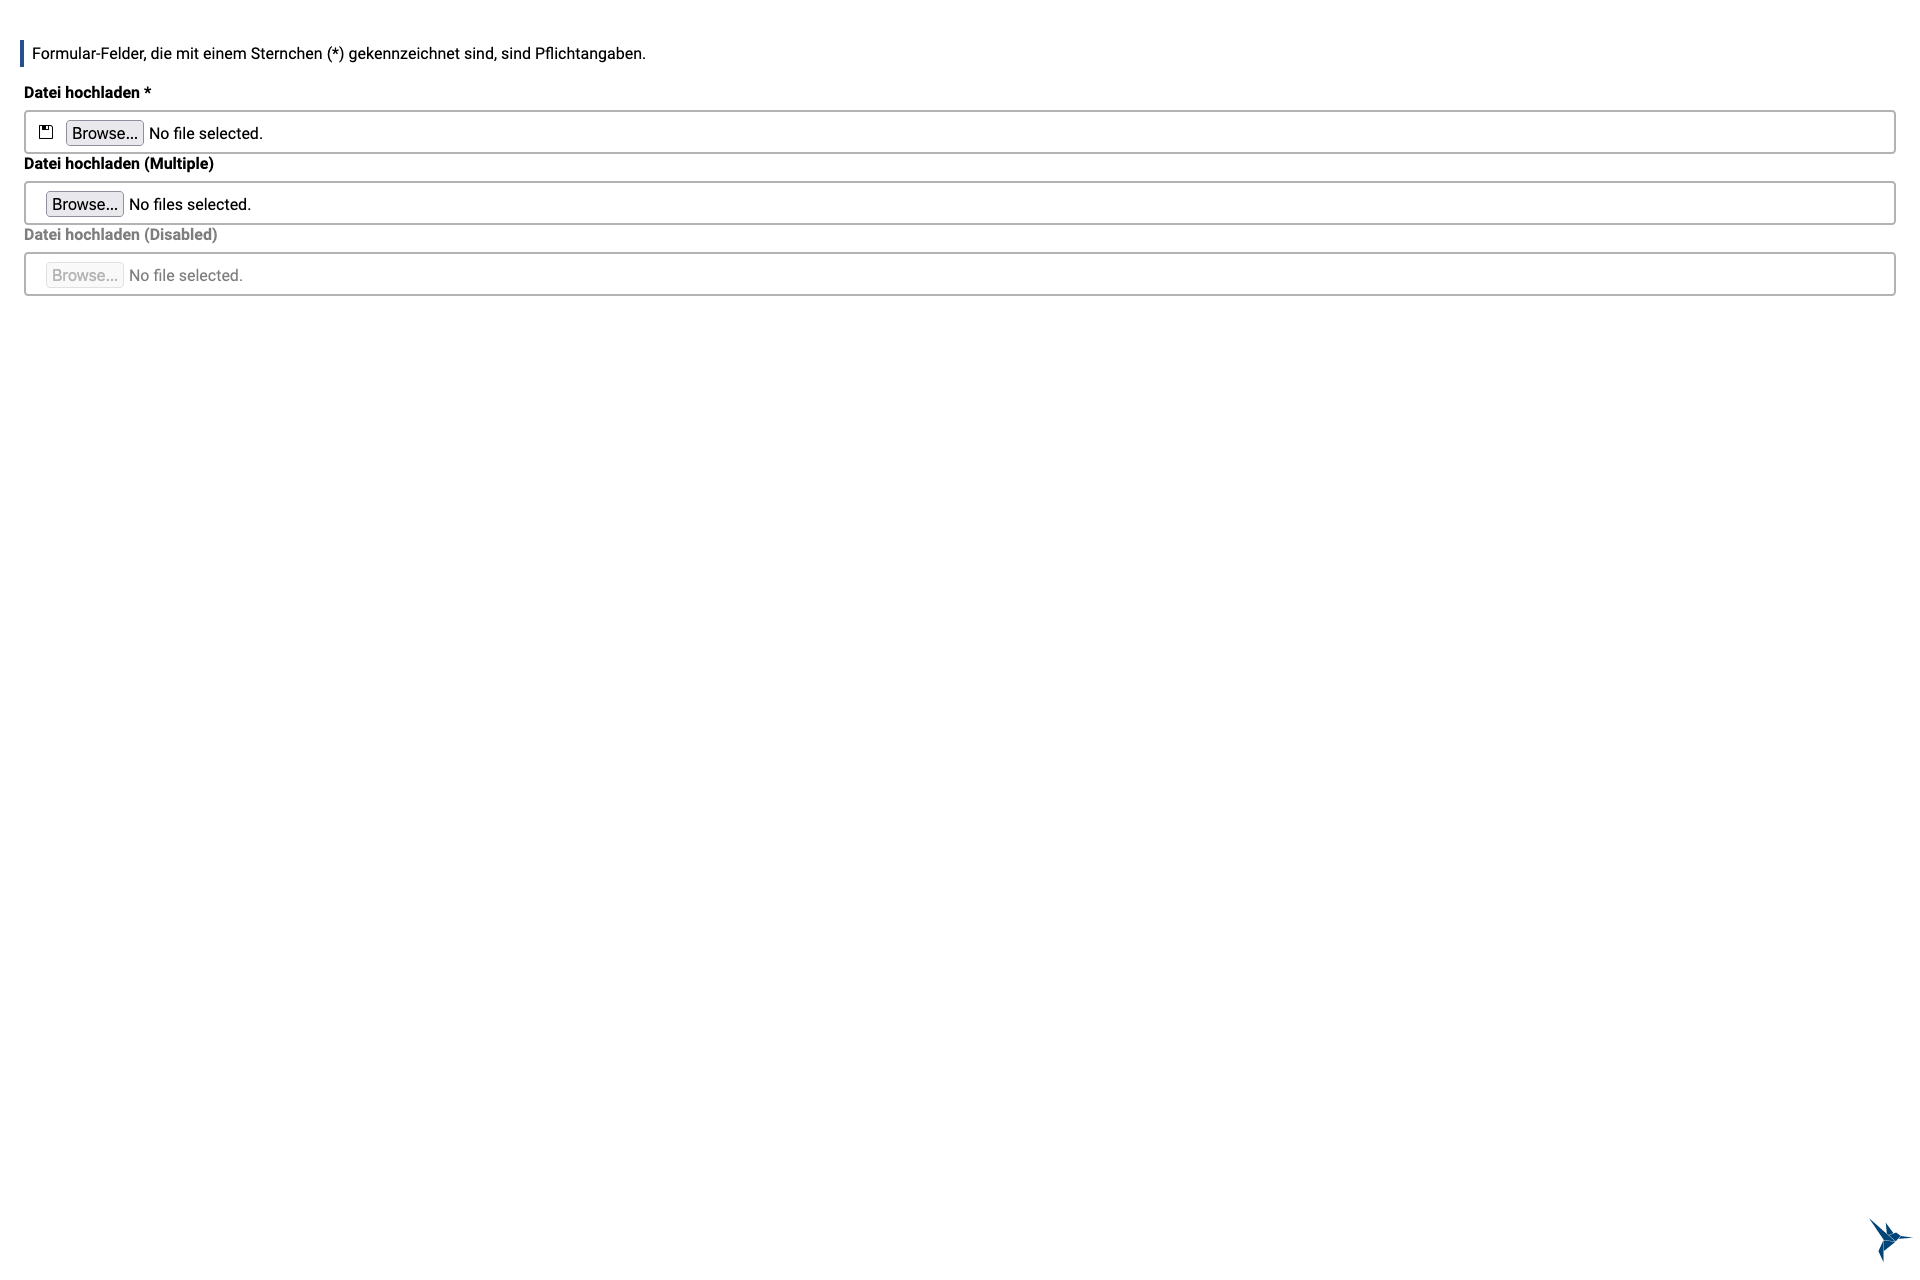 Formular-Felder, die mit einem Sternchen (*) gekennzeichnet sind, sind Pflichtangaben.
Datei hochladen *
Browse... No file selected.
Datei hochladen (Multiple)
Browse... No files selected.
Datei hochladen (Disabled)
Browse... No file selected.